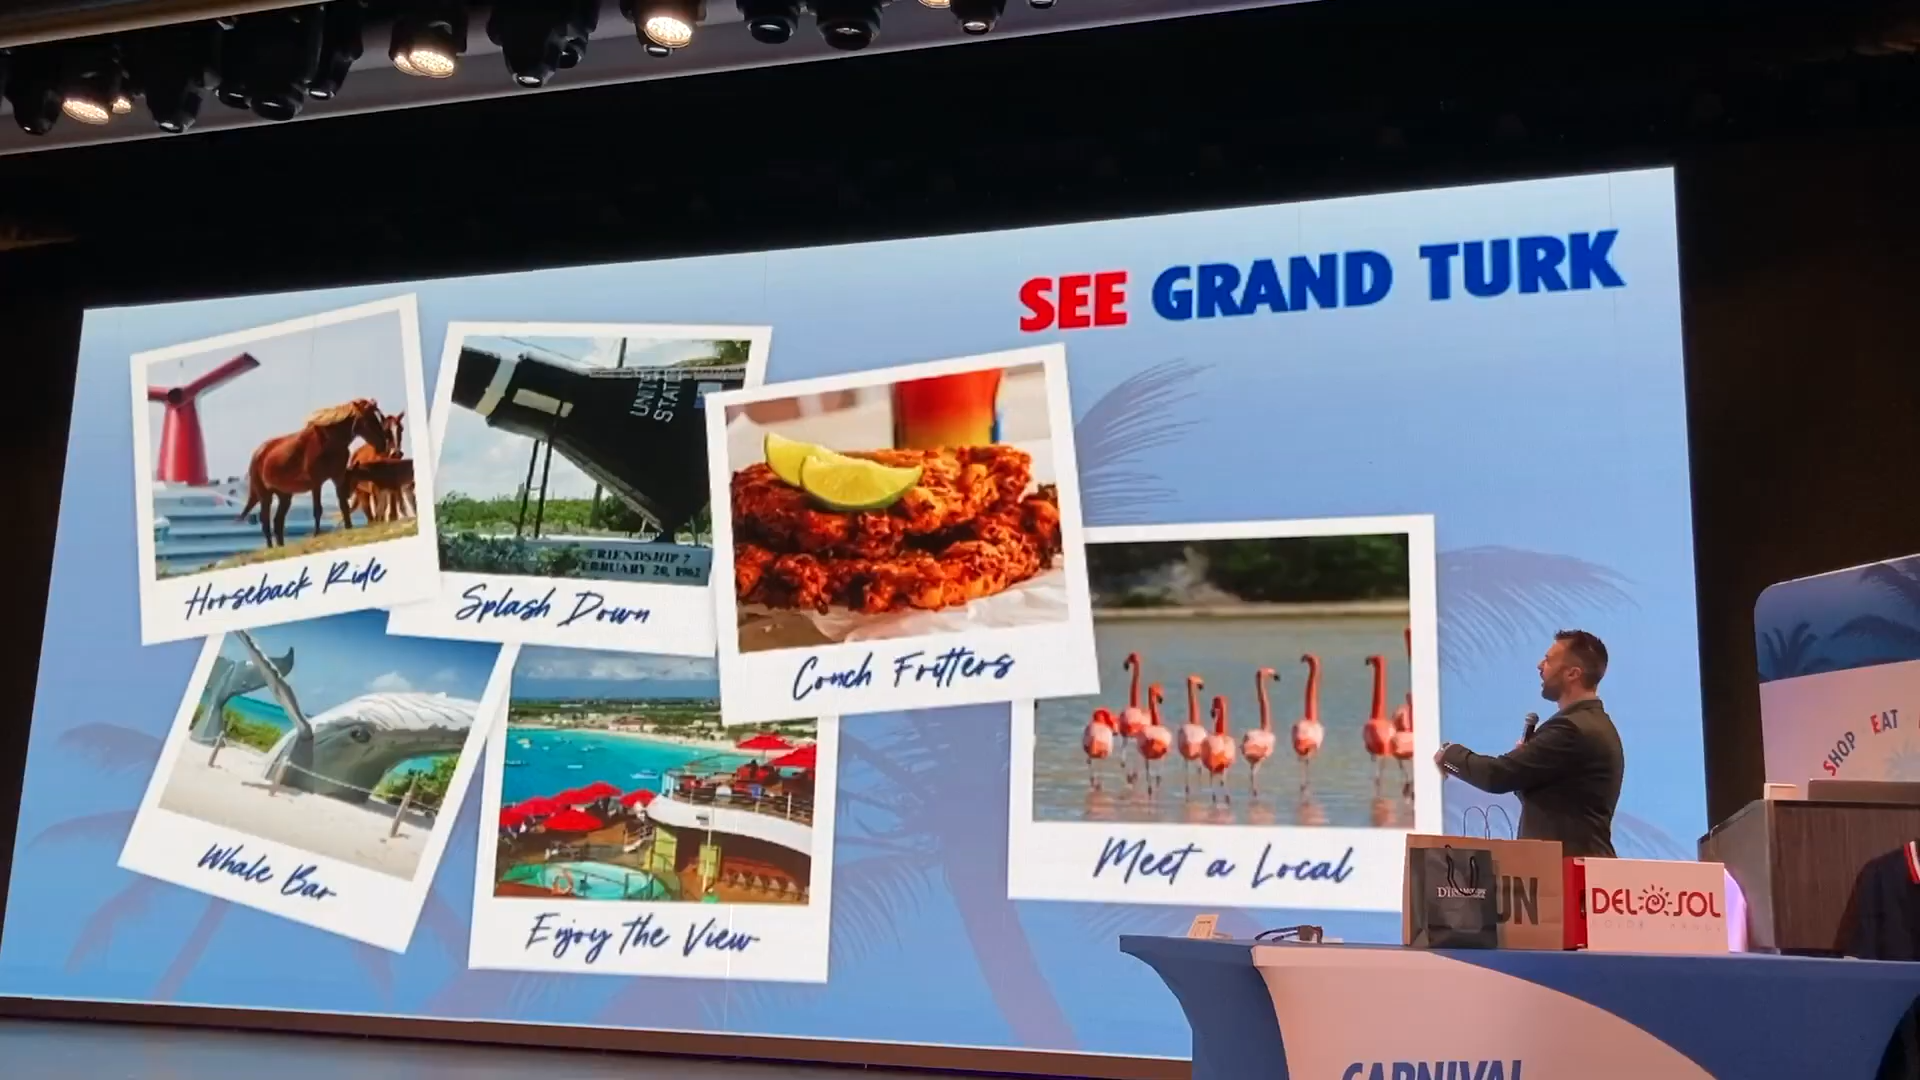 SEE GRAND TURK
UNITED
STAT
FRIENDSHIP 7
FEBRUARY 20, 1962
Horseback Ride
Splash Down
Conch Fritters
Whale Bar
Enjoy the View
Meet a Local
SHOP EAT
UN
DEL SOL
CARNIVAL